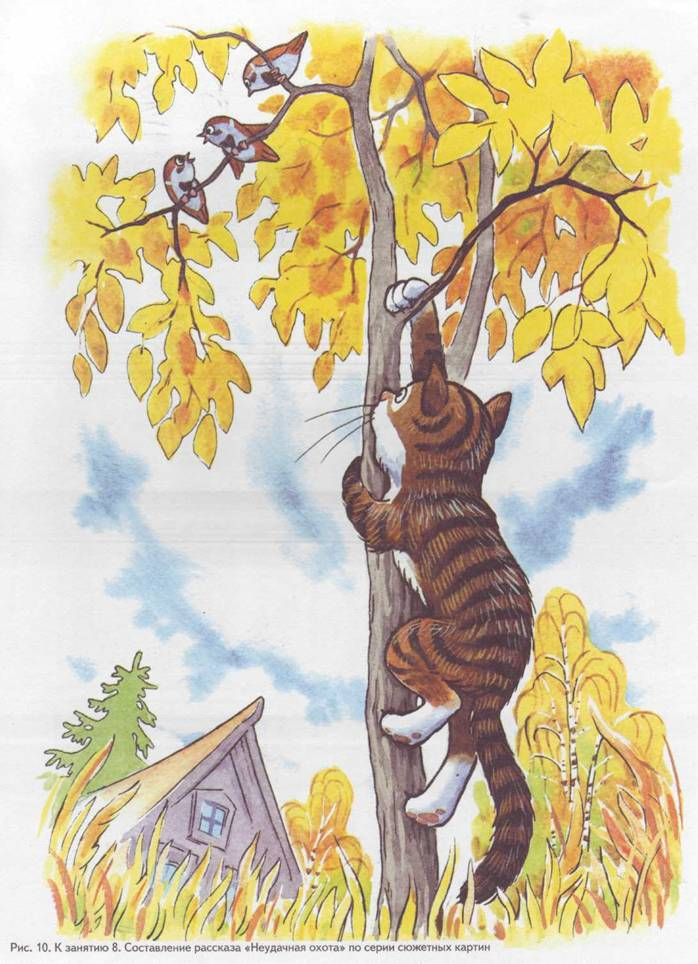 Рис. 10. К занятию 8. Составление рассказа «Неудачная охота» по серии сюжетных картин